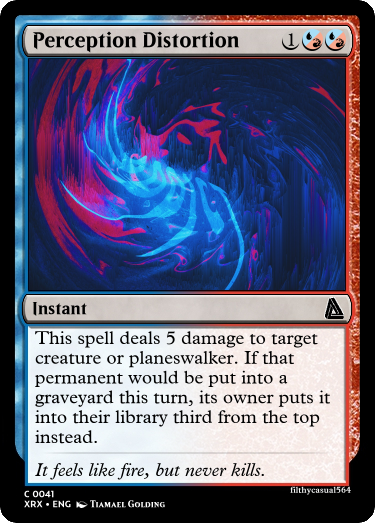 Perception Distortion 1
Instant
This spell deals 5 damage to target
creature or planeswalker. If that
permanent would be put into a
graveyard this turn, its owner puts it
into their library third from the top
instead.
It feels like fire, but never kills.
C 0041
XRX • ENG TIAMAEL GOLDING
filthycasual564